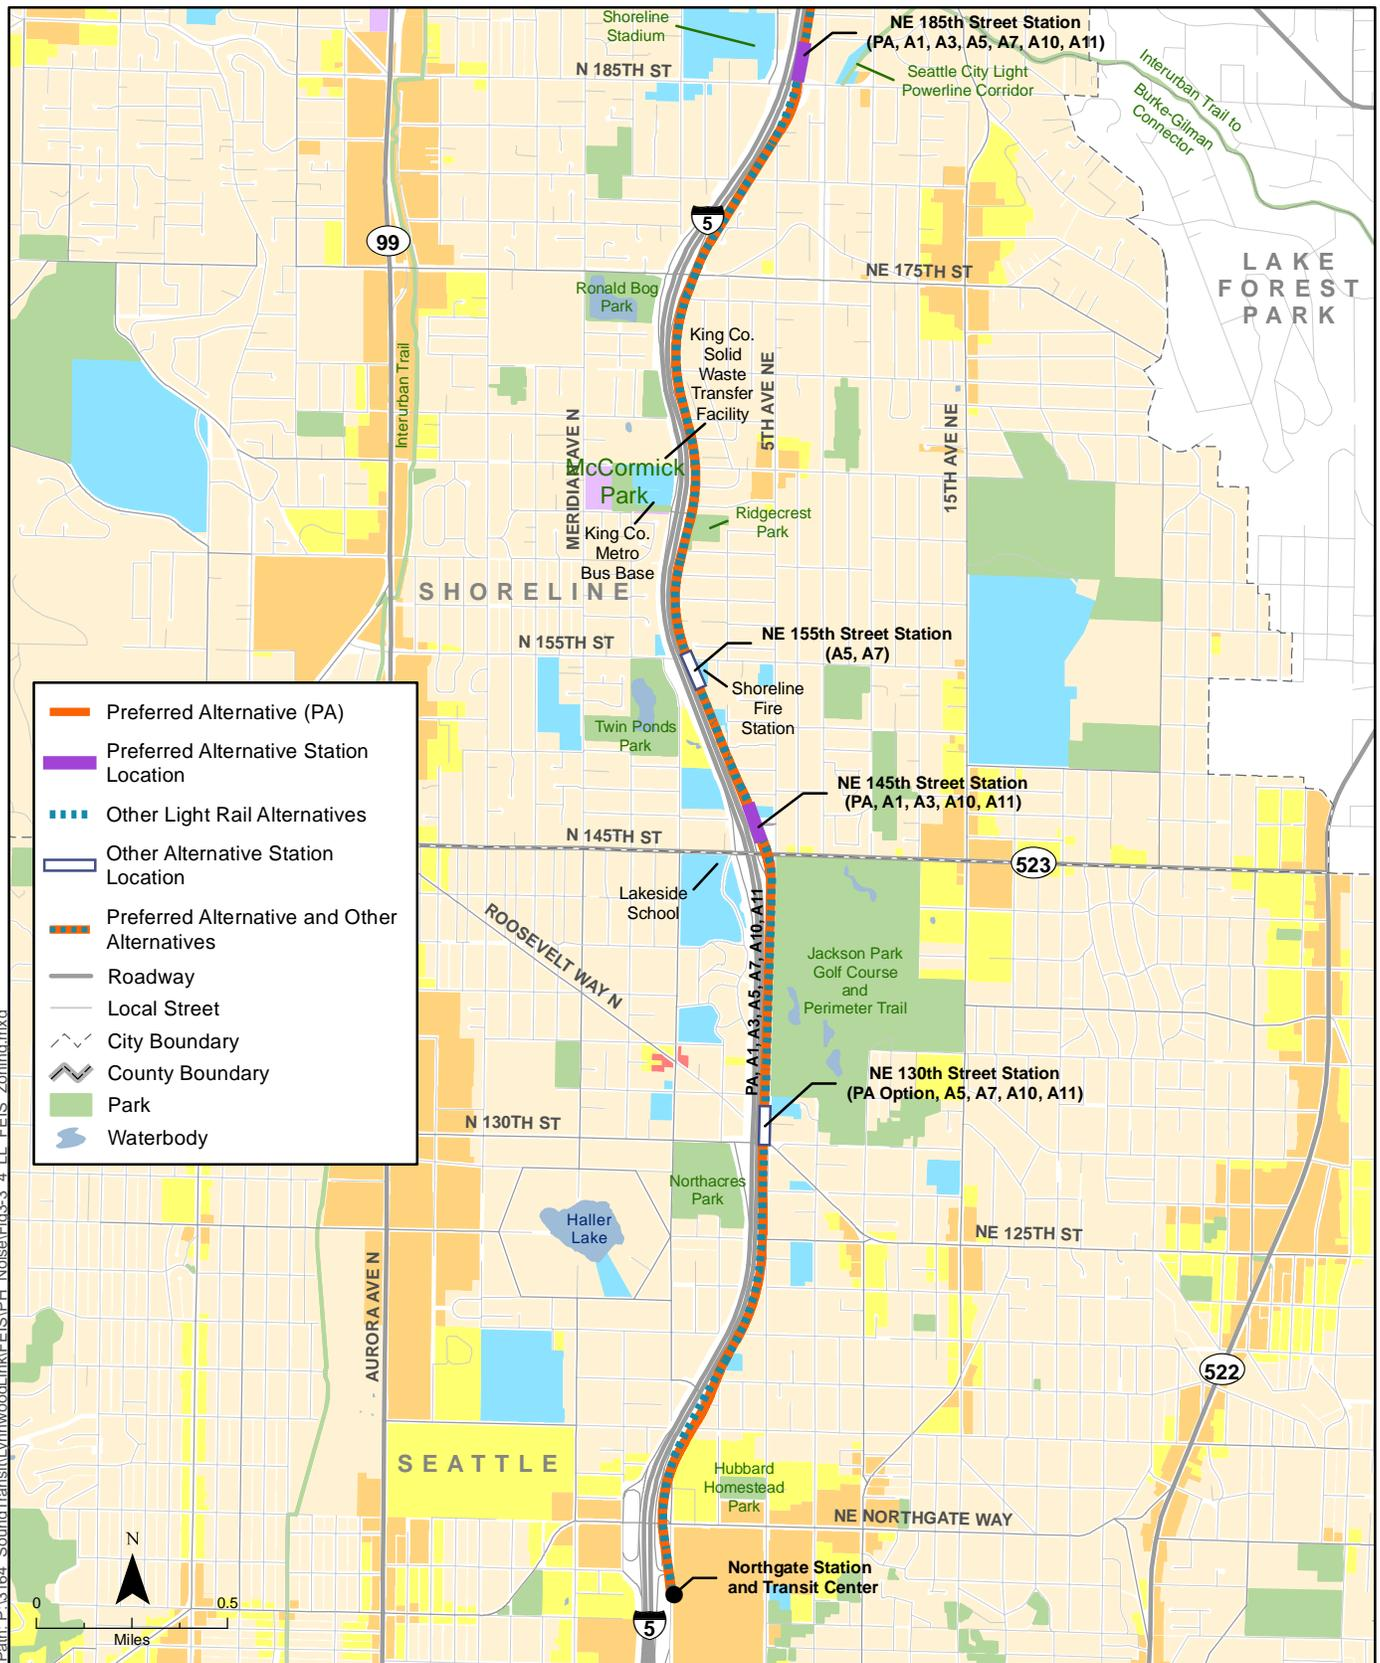 Shoreline
Stadium
NE 185th Street Station
(PA, A1, A3, A5, A7, A10, A11)
N 185TH ST
Seattle City Light
Powerline Corridor
Interurban Trail to
Burke-Gilman
Connector
5
99
NE 175TH ST
LAKE
FOREST
PARK
Ronald Bog
Park
King Co.
Solid
Waste
Transfer
Facility
Interurban Trail
5TH AVE NE
MERIDIAN AVE N
15TH AVE NE
McCormick
Park
Ridgecrest
Park
King Co.
Metro
Bus Base
SHORELINE
N 155TH ST
NE 155th Street Station
(A5, A7)
Shoreline
Fire
Station
Twin Ponds
Park
NE 145th Street Station
(PA, A1, A3, A10, A11)
N 145TH ST
523
Lakeside
School
ROOSEVELT WAY N
PA, A1, A3, A5, A7, A10, A11
Jackson Park
Golf Course
and
Perimeter Trail
NE 130th Street Station
(PA Option, A5, A7, A10, A11)
N 130TH ST
Northacres
Park
Haller
Lake
NE 125TH ST
AURORA AVE N
522
SEATTLE
Hubbard
Homestead
Park
NE NORTHGATE WAY
Northgate Station
and Transit Center
5
Preferred Alternative (PA)
Preferred Alternative Station
Location
Other Light Rail Alternatives
Other Alternative Station
Location
Preferred Alternative and Other
Alternatives
Roadway
Local Street
City Boundary
County Boundary
Park
Waterbody
N
0 0.5
Miles